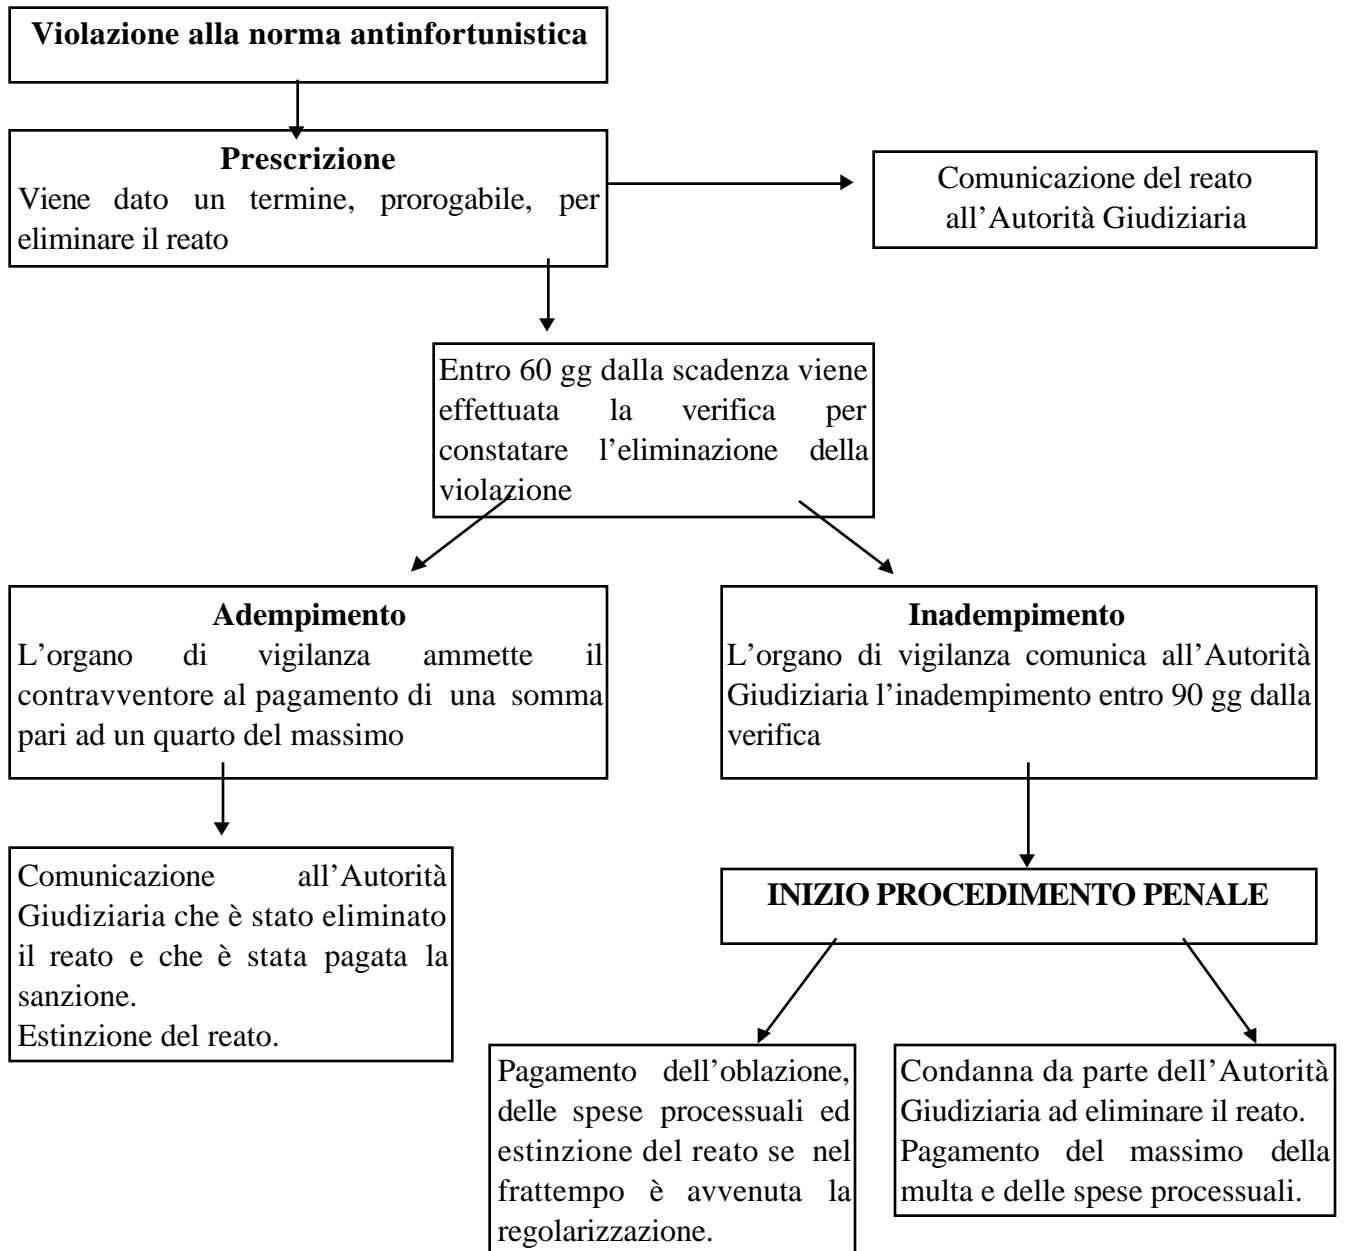 Violazione alla norma antinfortunistica
Prescrizione
Viene dato un termine, prorogabile, per
eliminare il reato
Comunicazione del reato
all’Autorità Giudiziaria
Entro 60 gg dalla scadenza viene
effettuata la verifica per
constatare l’eliminazione della
violazione
Adempimento
L’organo di vigilanza ammette il
contravventore al pagamento di una somma
pari ad un quarto del massimo
Inadempimento
L’organo di vigilanza comunica all’Autorità
Giudiziaria l’inadempimento entro 90 gg dalla
verifica
Comunicazione all’Autorità
Giudiziaria che è stato eliminato
il reato e che è stata pagata la
sanzione.
Estinzione del reato.
INIZIO PROCEDIMENTO PENALE
Pagamento dell’oblazione,
delle spese processuali ed
estinzione del reato se nel
frattempo è avvenuta la
regolarizzazione.
Condanna da parte dell’Autorità
Giudiziaria ad eliminare il reato.
Pagamento del massimo della
multa e delle spese processuali.